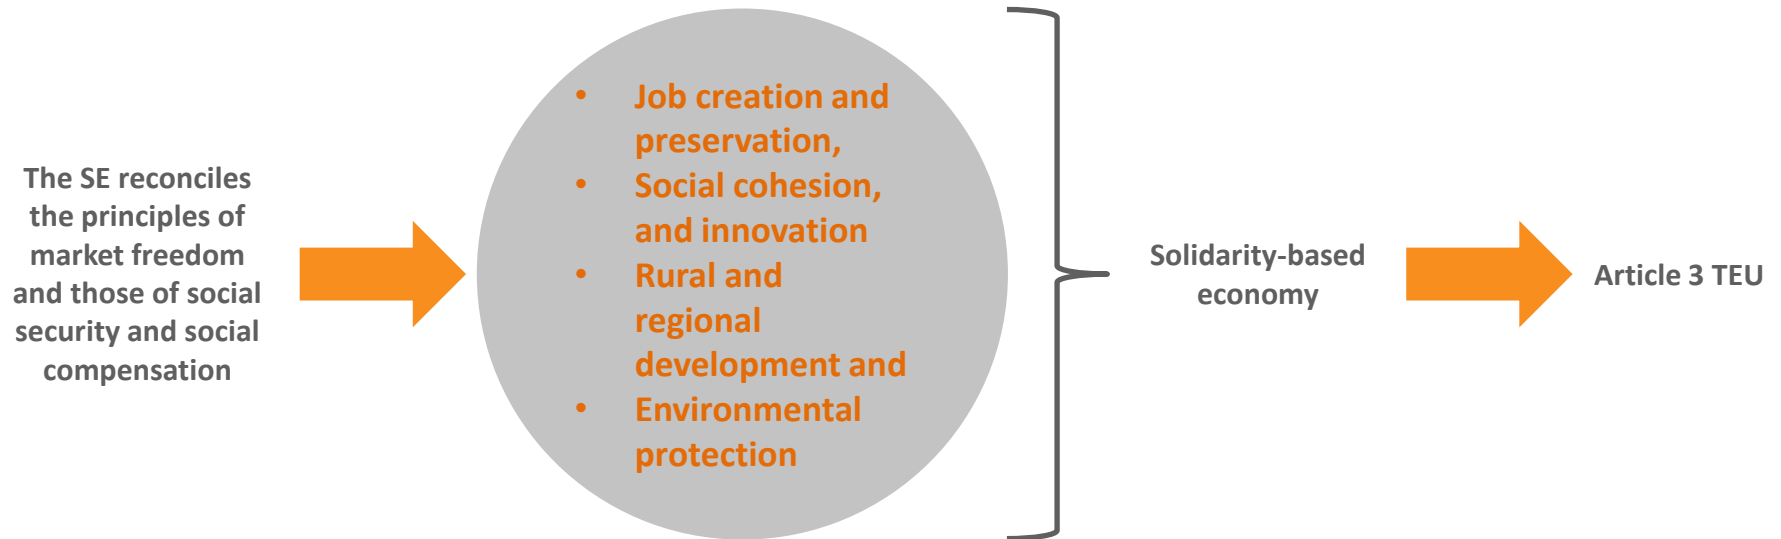 The SE reconciles
the principles of
market freedom
and those of social
security and social
compensation
• Job creation and
preservation,
• Social cohesion,
and innovation
• Rural and
regional
development and
• Environmental
protection
Solidarity-based
economy
Article 3 TEU